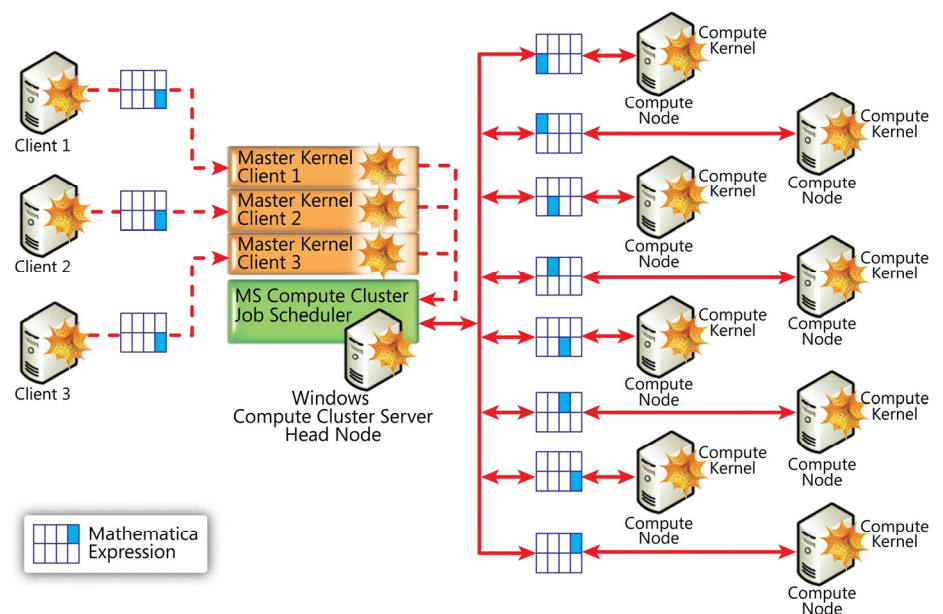 Client 1
Client 2
Client 3
Master Kernel
Client 1
Master Kernel
Client 2
Master Kernel
Client 3
MS Compute Cluster
Job Scheduler
Windows
Compute Cluster Server
Head Node
Mathematica
Expression
Compute
Kernel
Compute
Node
Compute
Kernel
Compute
Node
Compute
Kernel
Compute
Node
Compute
Kernel
Compute
Node
Compute
Kernel
Compute
Node
Compute
Kernel
Compute
Node
Compute
Kernel
Compute
Node
Compute
Kernel
Compute
Node